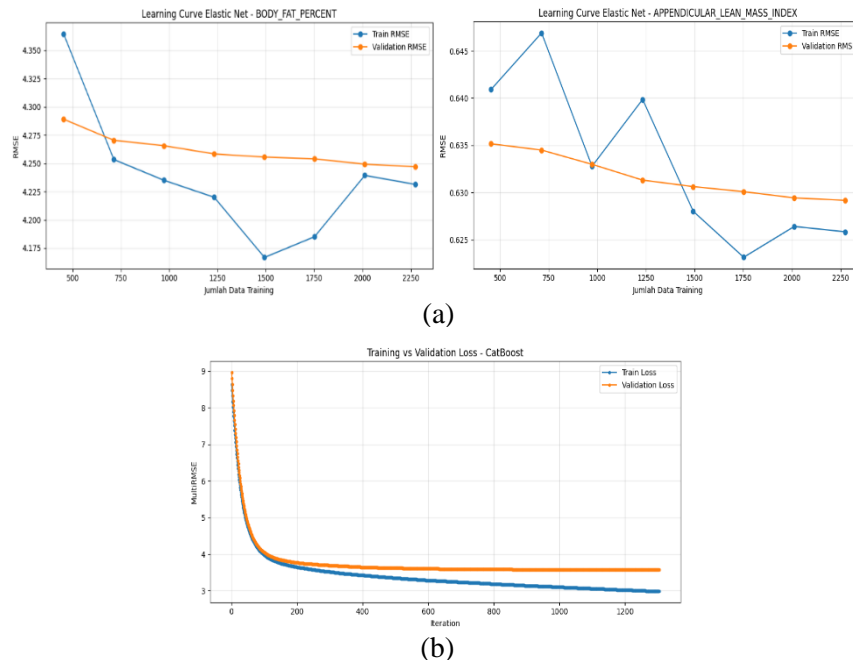 Learning Curve Elastic Net - BODY_FAT_PERCENT
Train RMSE
Validation RMSE
4.350
4.325
4.300
4.275
4.250
4.225
4.200
4.175
RMSE
500 750 1000 1250 1500 1750 2000 2250
Jumlah Data Training
Learning Curve Elastic Net - APPENDICULAR_LEAN_MASS_INDEX
Train RMSE
Validation RMSE
0.645
0.640
0.635
0.630
0.625
RMSE
500 750 1000 1250 1500 1750 2000 2250
Jumlah Data Training
(a)
Training vs Validation Loss - CatBoost
Train Loss
Validation Loss
9
8
7
6
5
4
3
MultiRMSE
0 200 400 600 800 1000 1200
Iteration
(b)